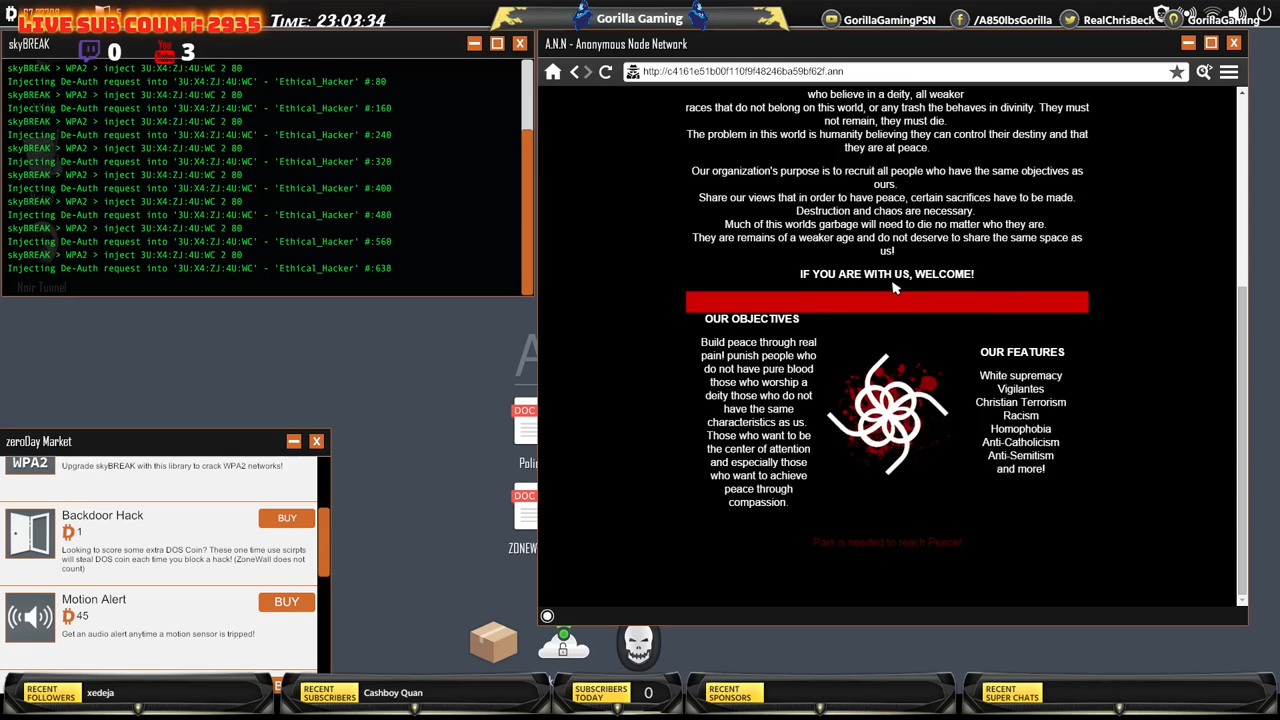 LIVE SUB COUNT: 2935
TIME: 23:03:34
Gorilla Gaming
GorillaGamingPSN
/A850lbsGorilla
RealChrisBeck
GorillaGaming
0
3
skyBREAK
skyBREAK > WPA2 > inject 3U:X4:ZJ:4U:WC 2 80
Injecting De-Auth request into '3U:X4:ZJ:4U:WC' - 'Ethical_Hacker' #:80
skyBREAK > WPA2 > inject 3U:X4:ZJ:4U:WC 2 80
Injecting De-Auth request into '3U:X4:ZJ:4U:WC' - 'Ethical_Hacker' #:160
skyBREAK > WPA2 > inject 3U:X4:ZJ:4U:WC 2 80
Injecting De-Auth request into '3U:X4:ZJ:4U:WC' - 'Ethical_Hacker' #:240
skyBREAK > WPA2 > inject 3U:X4:ZJ:4U:WC 2 80
Injecting De-Auth request into '3U:X4:ZJ:4U:WC' - 'Ethical_Hacker' #:320
skyBREAK > WPA2 > inject 3U:X4:ZJ:4U:WC 2 80
Injecting De-Auth request into '3U:X4:ZJ:4U:WC' - 'Ethical_Hacker' #:400
skyBREAK > WPA2 > inject 3U:X4:ZJ:4U:WC 2 80
Injecting De-Auth request into '3U:X4:ZJ:4U:WC' - 'Ethical_Hacker' #:480
skyBREAK > WPA2 > inject 3U:X4:ZJ:4U:WC 2 80
Injecting De-Auth request into '3U:X4:ZJ:4U:WC' - 'Ethical_Hacker' #:560
skyBREAK > WPA2 > inject 3U:X4:ZJ:4U:WC 2 80
Injecting De-Auth request into '3U:X4:ZJ:4U:WC' - 'Ethical_Hacker' #:638
Noir Tunnel
A.N.N - Anonymous Node Network
http://c4161e51b00f110f9f48246ba59bf62f.ann
who believe in a deity, all weaker
races that do not belong on this world, or any trash the behaves in divinity. They must
not remain, they must die.
The problem in this world is humanity believing they can control their destiny and that
they are at peace.
Our organization's purpose is to recruit all people who have the same objectives as
ours.
Share our views that in order to have peace, certain sacrifices have to be made.
Destruction and chaos are necessary.
Much of this worlds garbage will need to die no matter who they are.
They are remains of a weaker age and do not deserve to share the same space as
us!
IF YOU ARE WITH US, WELCOME!
OUR OBJECTIVES
Build peace through real
pain! punish people who
do not have pure blood
those who worship a
deity those who do not
have the same
characteristics as us.
Those who want to be
the center of attention
and especially those
who want to achieve
peace through
compassion.
OUR FEATURES
White supremacy
Vigilantes
Christian Terrorism
Racism
Homophobia
Anti-Catholicism
Anti-Semitism
and more!
Pain is needed to reach Peace!
zeroDay Market
WPA2
Upgrade skyBREAK with this library to crack WPA2 networks!
Backdoor Hack
1
BUY
Looking to score some extra DOS Coin? These one time use scirpts
will steal DOS coin each time you block a hack! (ZoneWall does not
count)
Motion Alert
45
BUY
Get an audio alert anytime a motion sensor is tripped!
DOC
Poli
DOC
ZONEW
RECENT FOLLOWERS
xedeja
RECENT SUBSCRIBERS
Cashboy Quan
SUBSCRIBERS TODAY
0
RECENT SPONSORS
RECENT SUPER CHATS